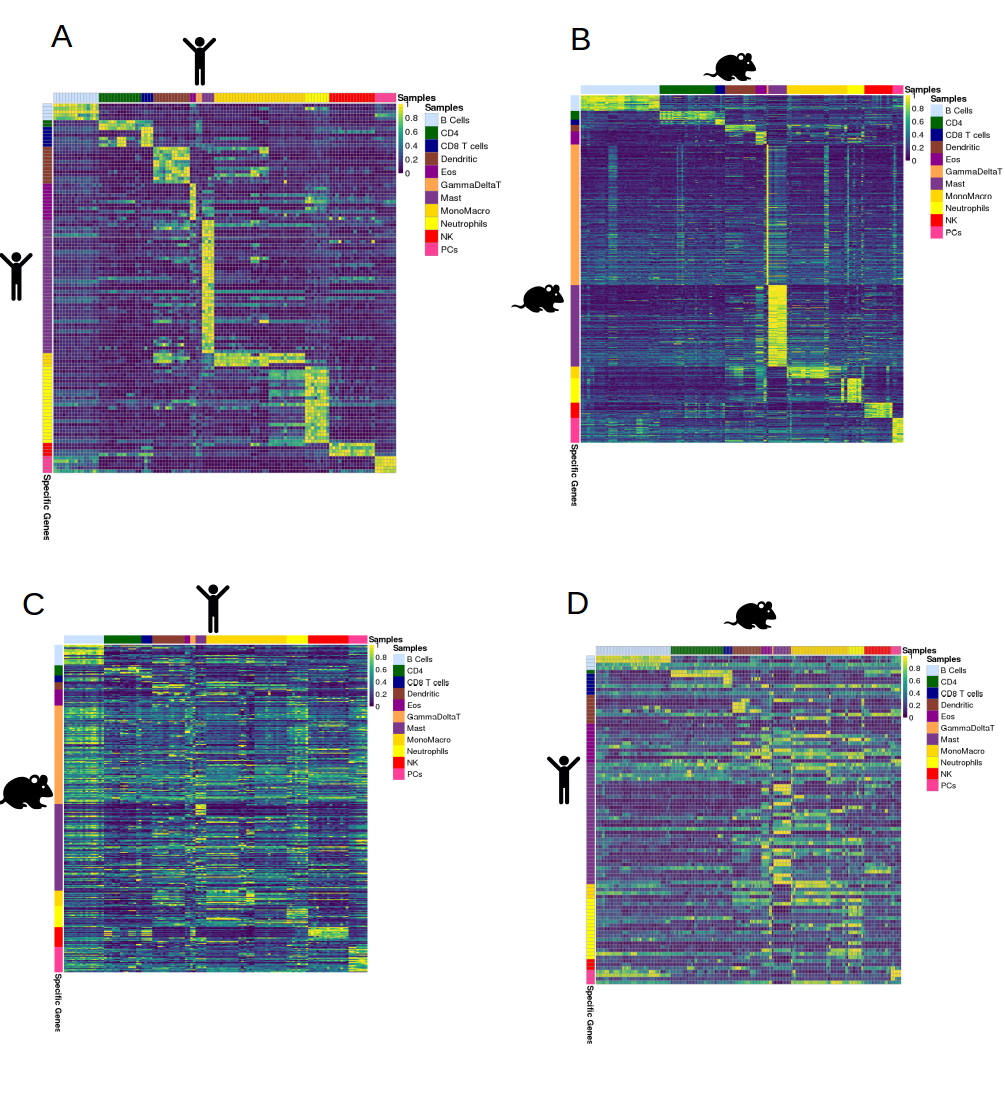 A
Samples
1
0.8
0.6
0.4
0.2
0
Samples
B Cells
CD4
CD8 T cells
Dendritic
Eos
GammaDeltaT
Mast
MonoMacro
Neutrophils
NK
PCs
Specific Genes
B
Samples
1
0.8
0.6
0.4
0.2
0
Samples
B Cells
CD4
CD8 T cells
Dendritic
Eos
GammaDeltaT
Mast
MonoMacro
Neutrophils
NK
PCs
Specific Genes
C
Samples
1
0.8
0.6
0.4
0.2
0
Samples
B Cells
CD4
CD8 T cells
Dendritic
Eos
GammaDeltaT
Mast
MonoMacro
Neutrophils
NK
PCs
Specific Genes
D
Samples
1
0.8
0.6
0.4
0.2
0
Samples
B Cells
CD4
CD8 T cells
Dendritic
Eos
GammaDeltaT
Mast
MonoMacro
Neutrophils
NK
PCs
Specific Genes